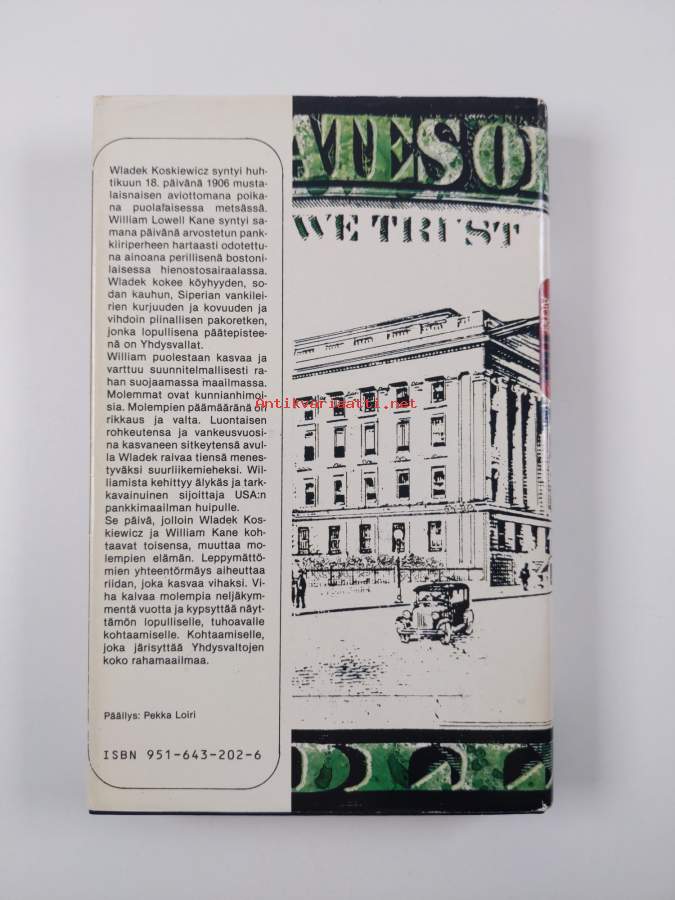 Wladek Koskiewicz syntyi huh-
tikuun 18. päivänä 1906 musta-
laisnaisen aviottomana poika-
na puolalaisessa metsässä.
William Lowell Kane syntyi sa-
mana päivänä arvostetun pank-
kiiriperheen hartaasti odotettu-
na ainoana perillisenä bostoni-
laisessa hienostosairaalassa.
Wladek kokee köyhyyden, so-
dan kauhun, Siperian vankilei-
rien kurjuuden ja kovuuden ja
vihdoin piinallisen pakoretken,
jonka lopullisena päätepistee-
nä on Yhdysvallat.
William puolestaan kasvaa ja
varttuu suunnitelmallisesti ra-
han suojaamassa maailmassa.
Molemmat ovat kunnianhimoi-
sia. Molempien päämääränä on
rikkaus ja valta. Luontaisen
rohkeutensa ja vankeusvuosi-
na kasvaneen sitkeytensä avul-
la Wladek raivaa tiensä menes-
tyväksi suurliikemieheksi. Wil-
liamista kehittyy älykäs ja tark-
kavainuinen sijoittaja USA:n
pankkimaailman huipulle.
Se päivä, jolloin Wladek Kos-
kiewicz ja William Kane koh-
taavat toisensa, muuttaa mo-
lempien elämän. Leppymättö-
mien yhteentörmäys aiheuttaa
riidan, joka kasvaa vihaksi. Vi-
ha kaivaa molempia neljäkym-
mentä vuotta ja kypsyttää näyt-
tämön lopulliselle, tuhoavalle
kohtaamiselle. Kohtaamiselle,
joka järisyttää Yhdysvaltojen
koko rahamaailmaa.
Päällys: Pekka Loiri
ISBN 951-643-202-6
ATES O
WE TRUST
Antikvariaatti.net